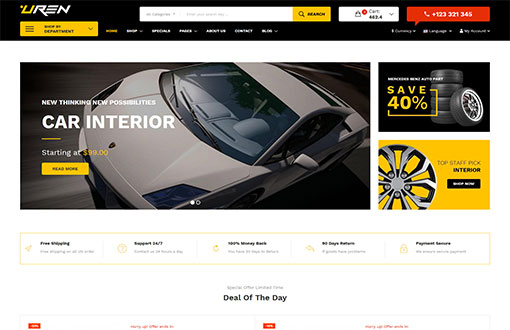 UREN
All Categories
Enter your search key ...
SEARCH
Cart:
463.4
+123 321 345
SHOP BY
DEPARTMENT
HOME
SHOP
SPECIALS
PAGES
ABOUT US
CONTACT
BLOG
$ Currency
Language
My Account
NEW THINKING NEW POSSIBILITIES
CAR INTERIOR
Starting at $99.00
READ MORE
MERCEDES BENZ AUTO PART
SAVE
40%
TOP STAFF PICK
INTERIOR
SHOP NOW
Free Shipping
Free shipping on all US order
Support 24/7
Contact us 24 hours a day
100% Money Back
You have 30 days to Return
90 Days Return
If goods have problems
Payment Secure
We ensure secure payment
Special Offer Limited Time
Deal Of The Day
Hurry up! Offer ends in:
Hurry up! Offer ends in: